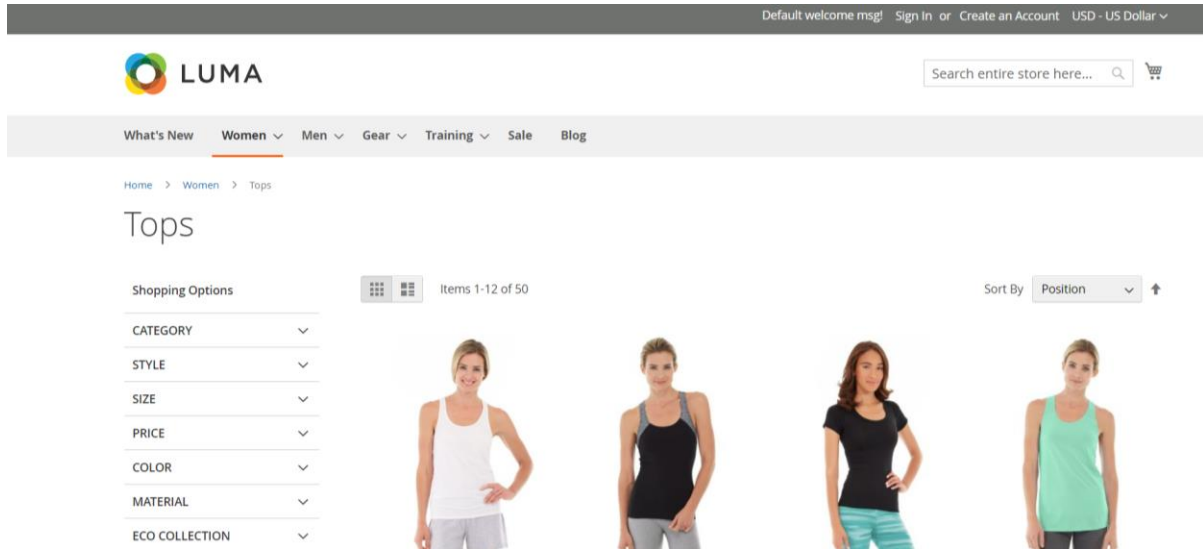 Default welcome msg! Sign In or Create an Account USD - US Dollar
LUMA
Search entire store here...
What's New Women Men Gear Training Sale Blog
Home > Women > Tops
Tops
Shopping Options
Items 1-12 of 50
Sort By Position
CATEGORY
STYLE
SIZE
PRICE
COLOR
MATERIAL
ECO COLLECTION